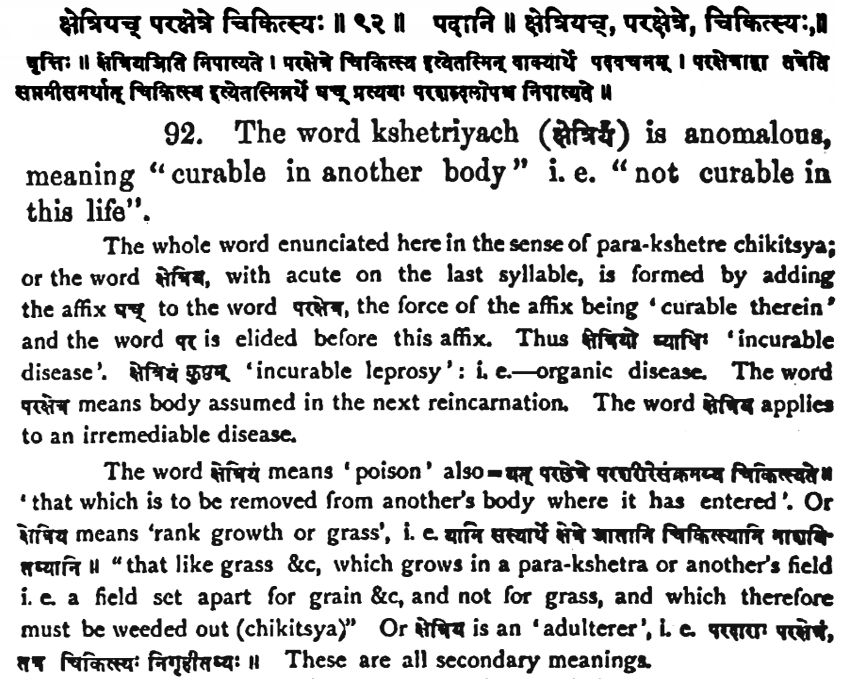 क्षेत्रियच् परक्षेत्रे चिकित्स्यः ॥ ९२ ॥ पदानि ॥ क्षेत्रियच्, परक्षेत्रे, चिकित्स्यः,॥
वृत्तिः ॥ क्षेत्रियजिति निपात्यते । परक्षेत्रे चिकित्स्य इत्येतस्मिन् वाक्यार्थे पदवचनम् । परक्षेत्राद्वा तत्रेति
सप्तमीसमर्थात् चिकित्स्य इत्येतस्मिन्नर्थे घच् प्रत्ययः परशब्दलोपश्च निपात्यते ॥
92. The word kshetriyach (क्षेत्रियँ) is anomalous,
meaning “curable in another body” i. e. “not curable in
this life”.
The whole word enunciated here in the sense of para-kshetre chikitsya;
or the word क्षेत्रिय, with acute on the last syllable, is formed by adding
the affix घच् to the word परक्षेत्र, the force of the affix being ‘curable therein’
and the word पर is elided before this affix. Thus क्षेत्रियो व्याधिः ‘incurable
disease’. क्षेत्रियं कुष्ठम् ‘incurable leprosy’: i. e.—organic disease. The word
परक्षेत्र means body assumed in the next reincarnation. The word क्षेत्रिय applies
to an irremediable disease.
The word क्षेत्रियं means ‘poison’ also=यत् परछेत्रे परशरीरेसंक्रमय्य चिकित्स्यते॥
‘that which is to be removed from another's body where it has entered’. Or
क्षेत्रिय means ‘rank growth or grass’, i. e. यानि सस्यार्थे क्षेत्रे जातानि चिकित्स्यानि नाशयि-
तव्यानि ॥ “that like grass &c, which grows in a para-kshetra or another's field
i. e. a field set apart for grain &c, and not for grass, and which therefore
must be weeded out (chikitsya)” Or क्षेत्रिय is an ‘adulterer’, i. e. परदाराः परक्षेत्रं,
तत्र चिकित्स्यः निगृहीतव्यः ॥ These are all secondary meanings.